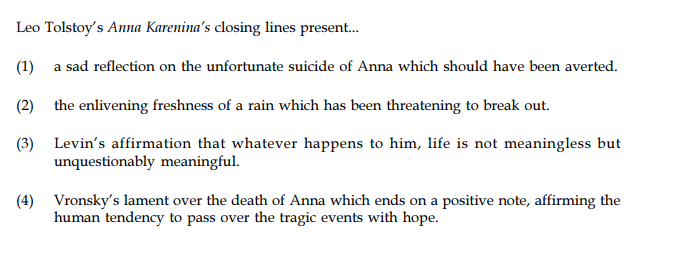 Leo Tolstoy's Anna Karenina's closing lines present...
(1) a sad reflection on the unfortunate suicide of Anna which should have been averted.
(2) the enlivening freshness of a rain which has been threatening to break out.
(3) Levin's affirmation that whatever happens to him, life is not meaningless but
unquestionably meaningful.
(4) Vronsky's lament over the death of Anna which ends on a positive note, affirming the
human tendency to pass over the tragic events with hope.